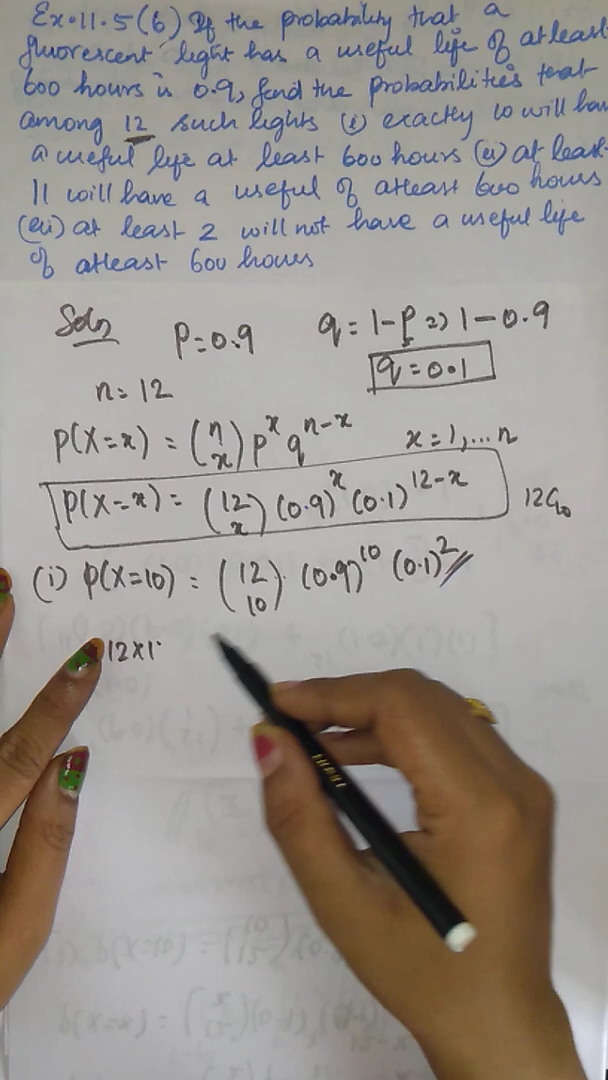 Ex.11.5(6) If the probability that a
fluorescent light has a useful life of atleast
600 hours is 0.9, find the probabilities that
among 12 such lights (i) exactly 10 will hav
a useful life at least 600 hours (ii) at least
11 will have a useful of atleast 600 hours
(iii) at least 2 will not have a useful life
of atleast 600 hours
Soln P=0.9 q = 1-P => 1-0.9
q = 0.1
n = 12
P(X=x) = (n x) p^x q^{n-x} x = 1,...n
P(X=x) = (12 x) (0.9)^x (0.1)^{12-x} 12C10
(i) P(X=10) = (12 10) (0.9)^{10} (0.1)^2 //
12x1